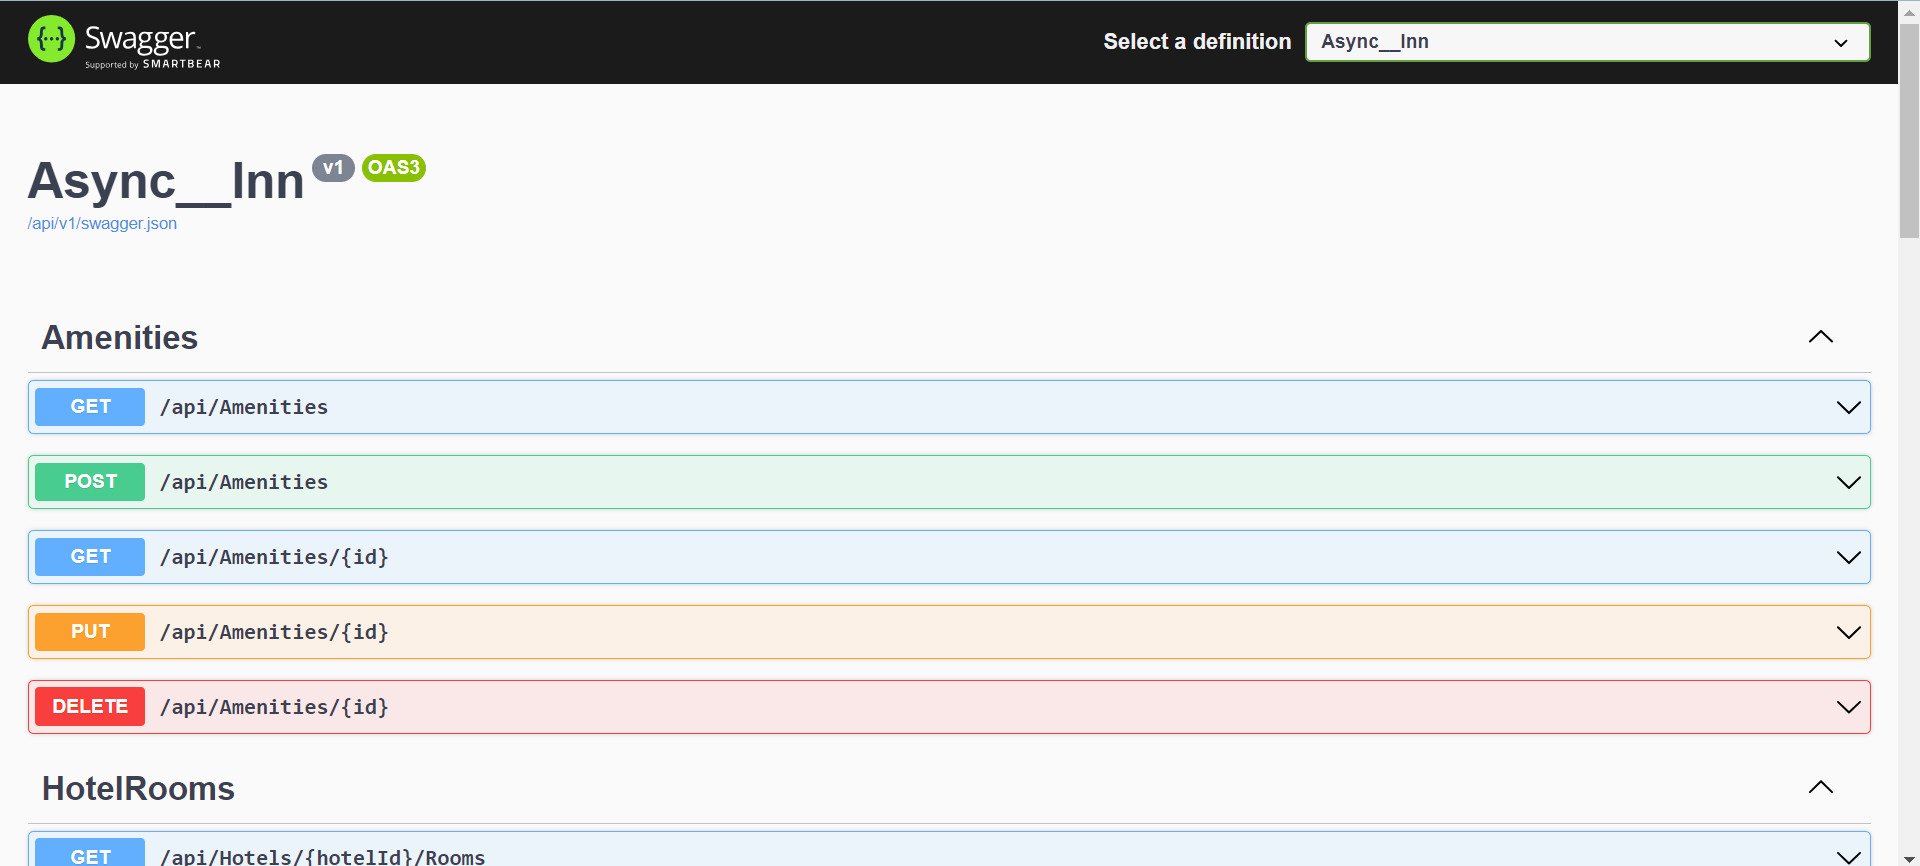 {···} Swagger™
Supported by SMARTBEAR
Select a definition
Async__Inn
Async__Inn v1 OAS3
/api/v1/swagger.json
Amenities
GET /api/Amenities
POST /api/Amenities
GET /api/Amenities/{id}
PUT /api/Amenities/{id}
DELETE /api/Amenities/{id}
HotelRooms
GET /api/Hotels/{hotelId}/Rooms